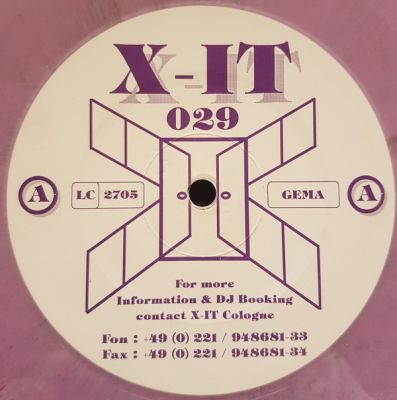 X-IT
029
A
LC 2705
GEMA
A
For more
Information & DJ Booking
contact X-IT Cologne
Fon : +49 (0) 221 / 948681-33
Fax : +49 (0) 221 / 948681-34